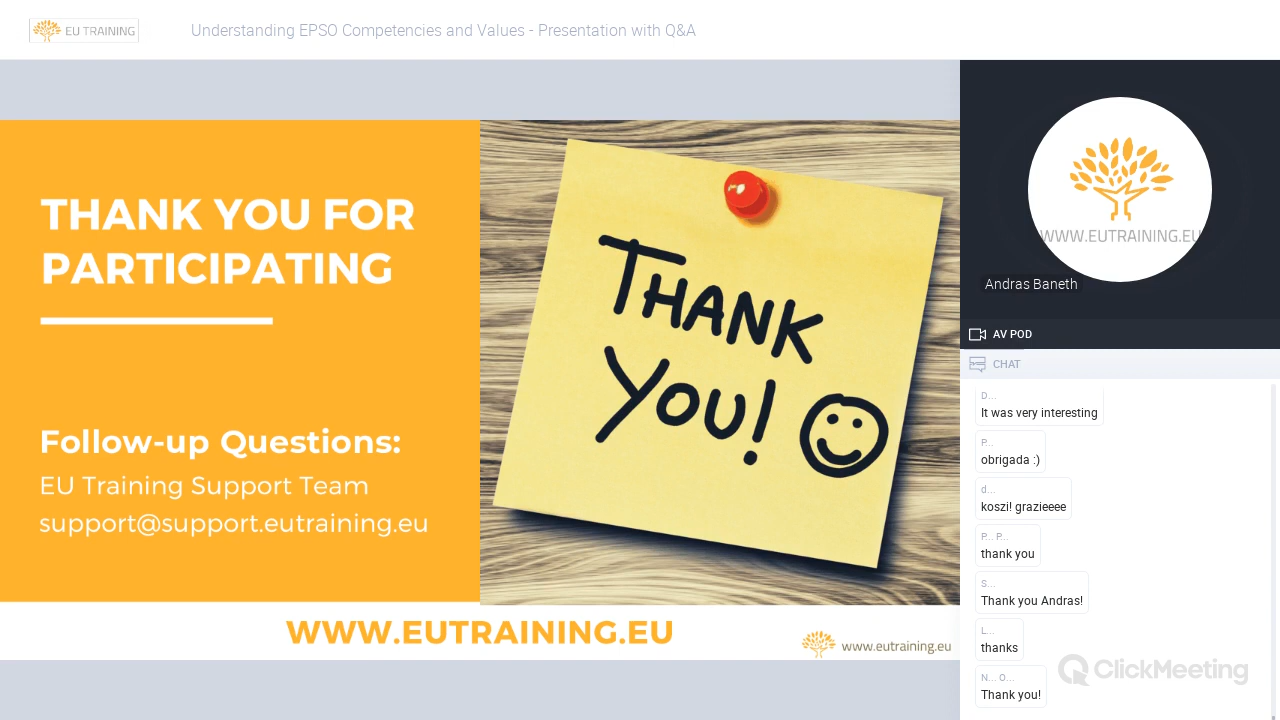 EU TRAINING
Understanding EPSO Competencies and Values - Presentation with Q&A
THANK YOU FOR
PARTICIPATING
Follow-up Questions:
EU Training Support Team
support@support.eutraining.eu
THANK
YOU!
WWW.EUTRAINING.EU
www.eutraining.eu
WWW.EUTRAINING.EU
Andras Baneth
AV POD
CHAT
D...
It was very interesting
P...
obrigada :)
d...
koszi! grazieeee
P... P...
thank you
S...
Thank you Andras!
L...
thanks
N... O...
Thank you!
ClickMeeting